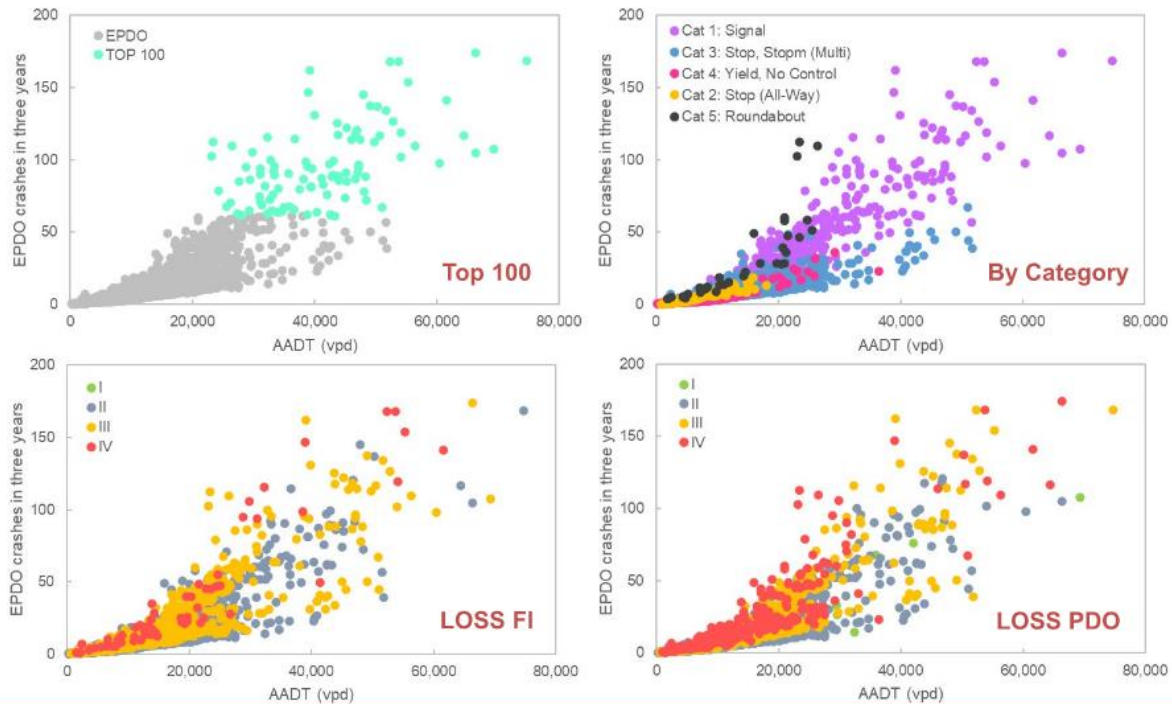 200
150
100
50
0
EPDO crashes in three years
EPDO
TOP 100
Top 100
0
20,000
40,000
60,000
80,000
AADT (vpd)
200
150
100
50
0
EPDO crashes in three years
Cat 1: Signal
Cat 3: Stop, Stopm (Multi)
Cat 4: Yield, No Control
Cat 2: Stop (All-Way)
Cat 5: Roundabout
By Category
0
20,000
40,000
60,000
80,000
AADT (vpd)
200
150
100
50
0
EPDO crashes in three years
I
II
III
IV
LOSS FI
0
20,000
40,000
60,000
80,000
AADT (vpd)
200
150
100
50
0
EPDO crashes in three years
I
II
III
IV
LOSS PDO
0
20,000
40,000
60,000
80,000
AADT (vpd)